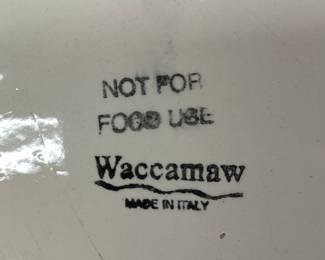 NOT FOR
FOOD USE
Waccamaw
MADE IN ITALY